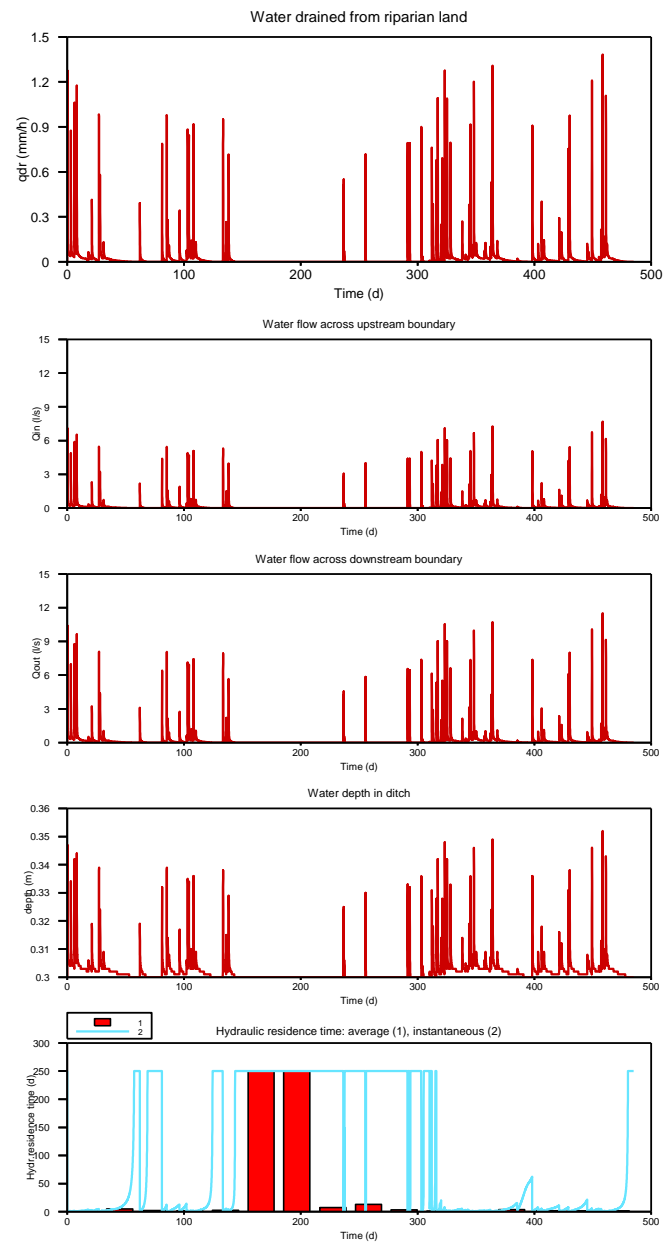 Water drained from riparian land
1.5
1.2
0.9
0.6
0.3
0
qdr (mm/h)
0 100 200 300 400 500
Time (d)
Water flow across upstream boundary
15
12
9
6
3
0
Qin (l/s)
0 100 200 300 400 500
Time (d)
Water flow across downstream boundary
15
12
9
6
3
0
Qout (l/s)
0 100 200 300 400 500
Time (d)
Water depth in ditch
0.36
0.35
0.34
0.33
0.32
0.31
0.3
depth (m)
0 100 200 300 400 500
Time (d)
1
2
Hydraulic residence time: average (1), instantaneous (2)
300
250
200
150
100
50
0
Hydr residence time (d)
0 100 200 300 400 500
Time (d)